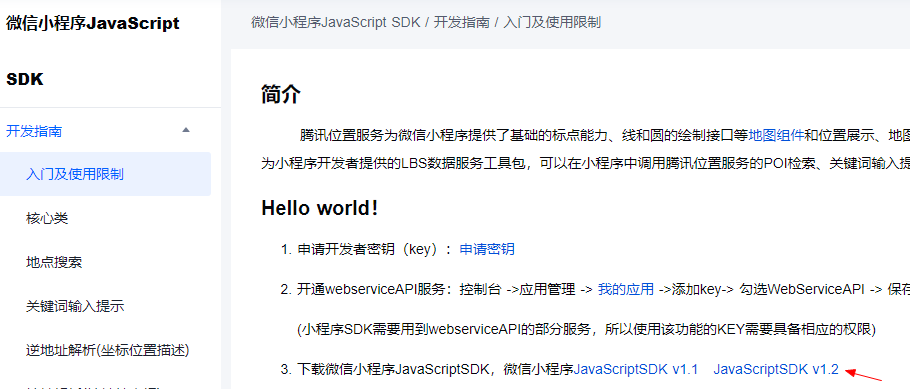 微信小程序JavaScript
SDK
开发指南
入门及使用限制
核心类
地点搜索
关键词输入提示
逆地址解析(坐标位置描述)
微信小程序JavaScript SDK / 开发指南 / 入门及使用限制
简介
腾讯位置服务为微信小程序提供了基础的标点能力、线和圆的绘制接口等地图组件和位置展示、地图
为小程序开发者提供的LBS数据服务工具包，可以在小程序中调用腾讯位置服务的POI检索、关键词输入提
Hello world！
1. 申请开发者密钥（key）：申请密钥
2. 开通webserviceAPI服务：控制台 ->应用管理 -> 我的应用 ->添加key-> 勾选WebServiceAPI -> 保存
(小程序SDK需要用到webserviceAPI的部分服务，所以使用该功能的KEY需要具备相应的权限)
3. 下载微信小程序JavaScriptSDK，微信小程序JavaScriptSDK v1.1 JavaScriptSDK v1.2